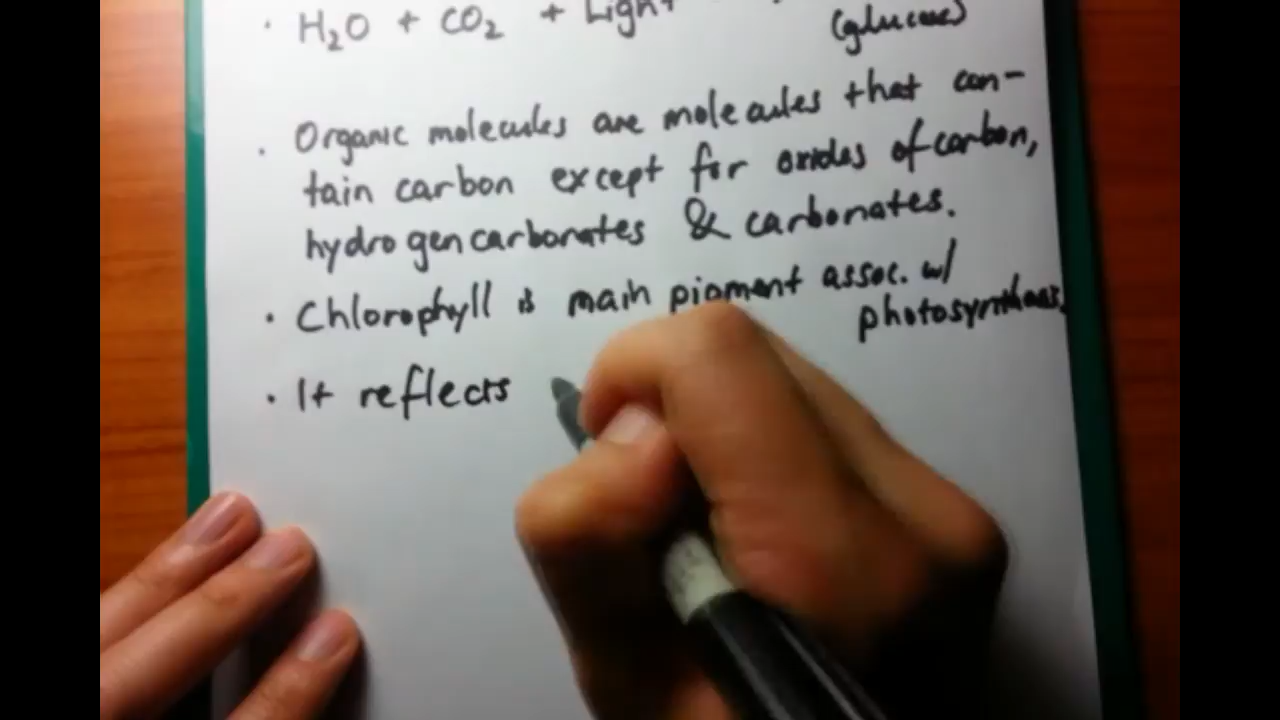 · H₂O + CO₂ + Light
(glucose)
· Organic molecules are molecules that con-
tain carbon except for oxides of carbon,
hydrogencarbonates & carbonates.
· Chlorophyll is main pigment assoc. w/
photosynthesis.
· It reflects